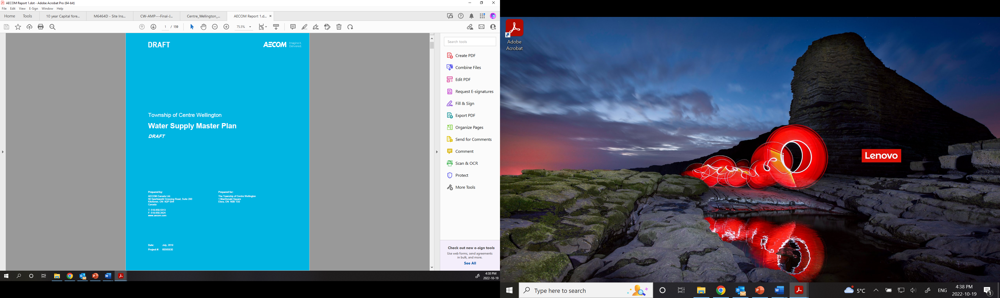 AECOM Report 1.dot - Adobe Acrobat Pro (64-bit)
File Edit View E-Sign Window Help
Home Tools 10 year Capital fore... M6464D - Site Ins... CW-AMP---Final-J... Centre_Wellington_... AECOM Report 1.d... ×
1 / 159 75.5%
DRAFT
AECOM Imagine it.
Delivered.
Township of Centre Wellington
Water Supply Master Plan
DRAFT
Prepared by:
AECOM Canada Ltd.
50 Sportsworld Crossing Road, Suite 290
Kitchener, ON N2P 0A4
Canada
T: 519.650.5313
F: 519.650.3424
www.aecom.com
Prepared for:
The Township of Centre Wellington
1 MacDonald Square
Elora, ON N0B 1S0
Date: July, 2019
Project #: 60565630
Search tools
Create PDF
Combine Files
Edit PDF
Request E-signatures
Fill & Sign
Export PDF
Organize Pages
Send for Comments
Comment
Scan & OCR
Protect
More Tools
Check out new e-sign tools
Use web forms, send agreements
in bulk, and more.
See All
4:38 PM
2022-10-19
Adobe
Acrobat
Lenovo
Type here to search
5°C
ENG
4:38 PM
2022-10-19
1